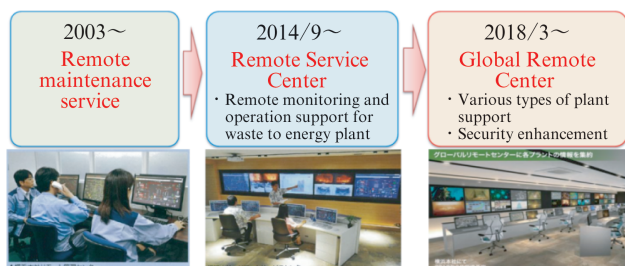 2003～
Remote
maintenance
service
2014/9～
Remote Service
Center
・Remote monitoring and
operation support for
waste to energy plant
2018/3～
Global Remote
Center
・Various types of plant
support
・Security enhancement
グローバルリモートセンターに各プラントの情報を集約